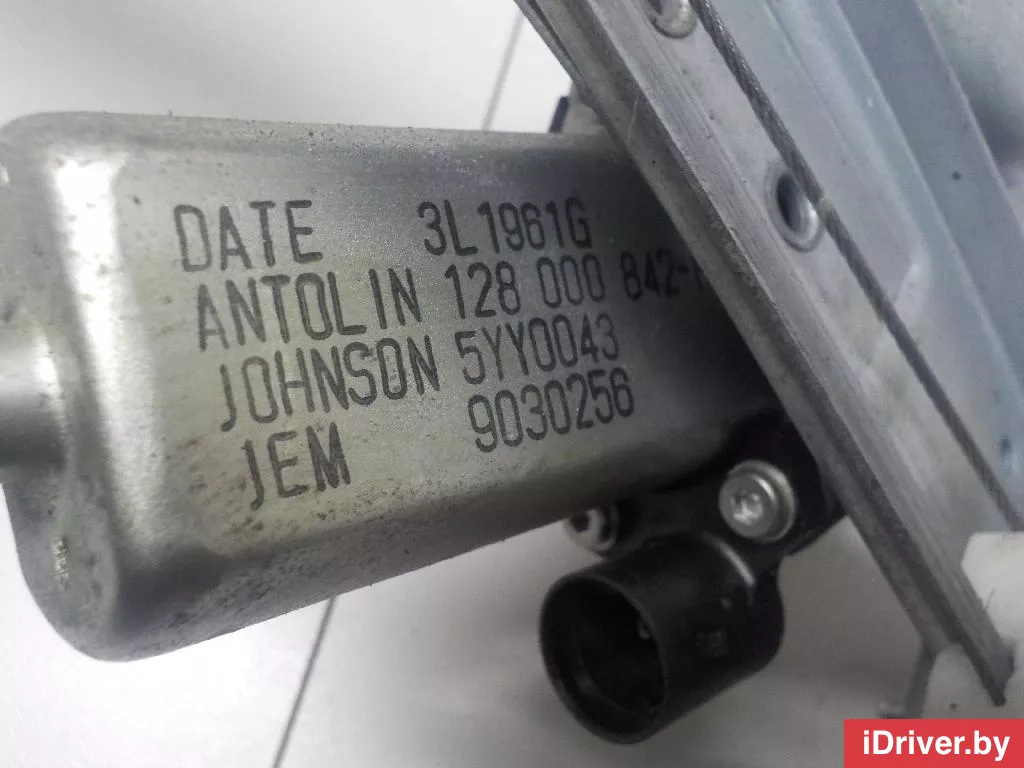 DATE 3L1961G
ANTOLIN 128 000 842-
JOHNSON 5YY0043
JEM 9030256
iDriver.by